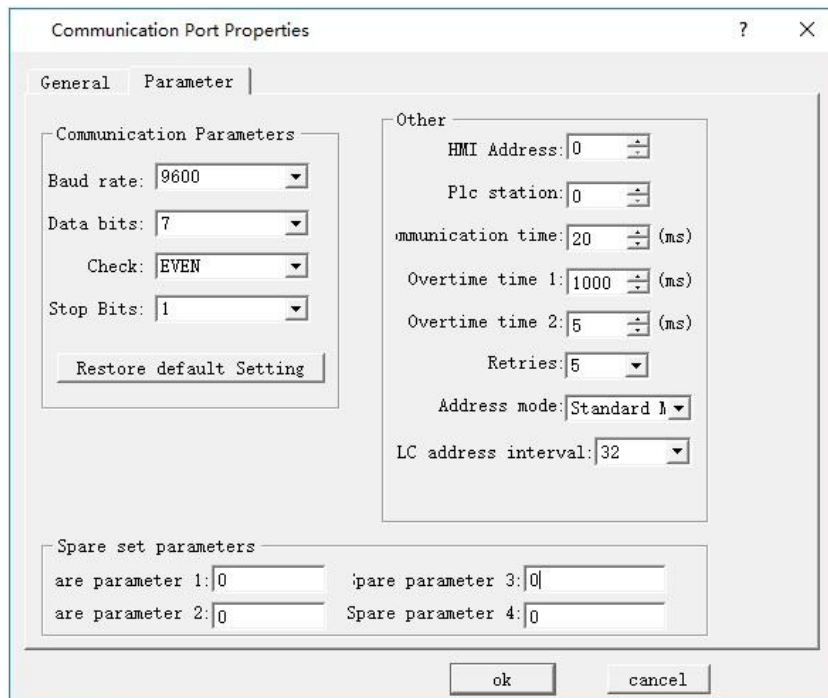 Communication Port Properties ? ×
General Parameter
Communication Parameters
Baud rate: 9600
Data bits: 7
Check: EVEN
Stop Bits: 1
Restore default Setting
Other
HMI Address: 0
Plc station: 0
mmunication time: 20 (ms)
Overtime time 1: 1000 (ms)
Overtime time 2: 5 (ms)
Retries: 5
Address mode: Standard M
LC address interval: 32
Spare set parameters
are parameter 1: 0
pare parameter 3: 0
are parameter 2: 0
Spare parameter 4: 0
ok cancel